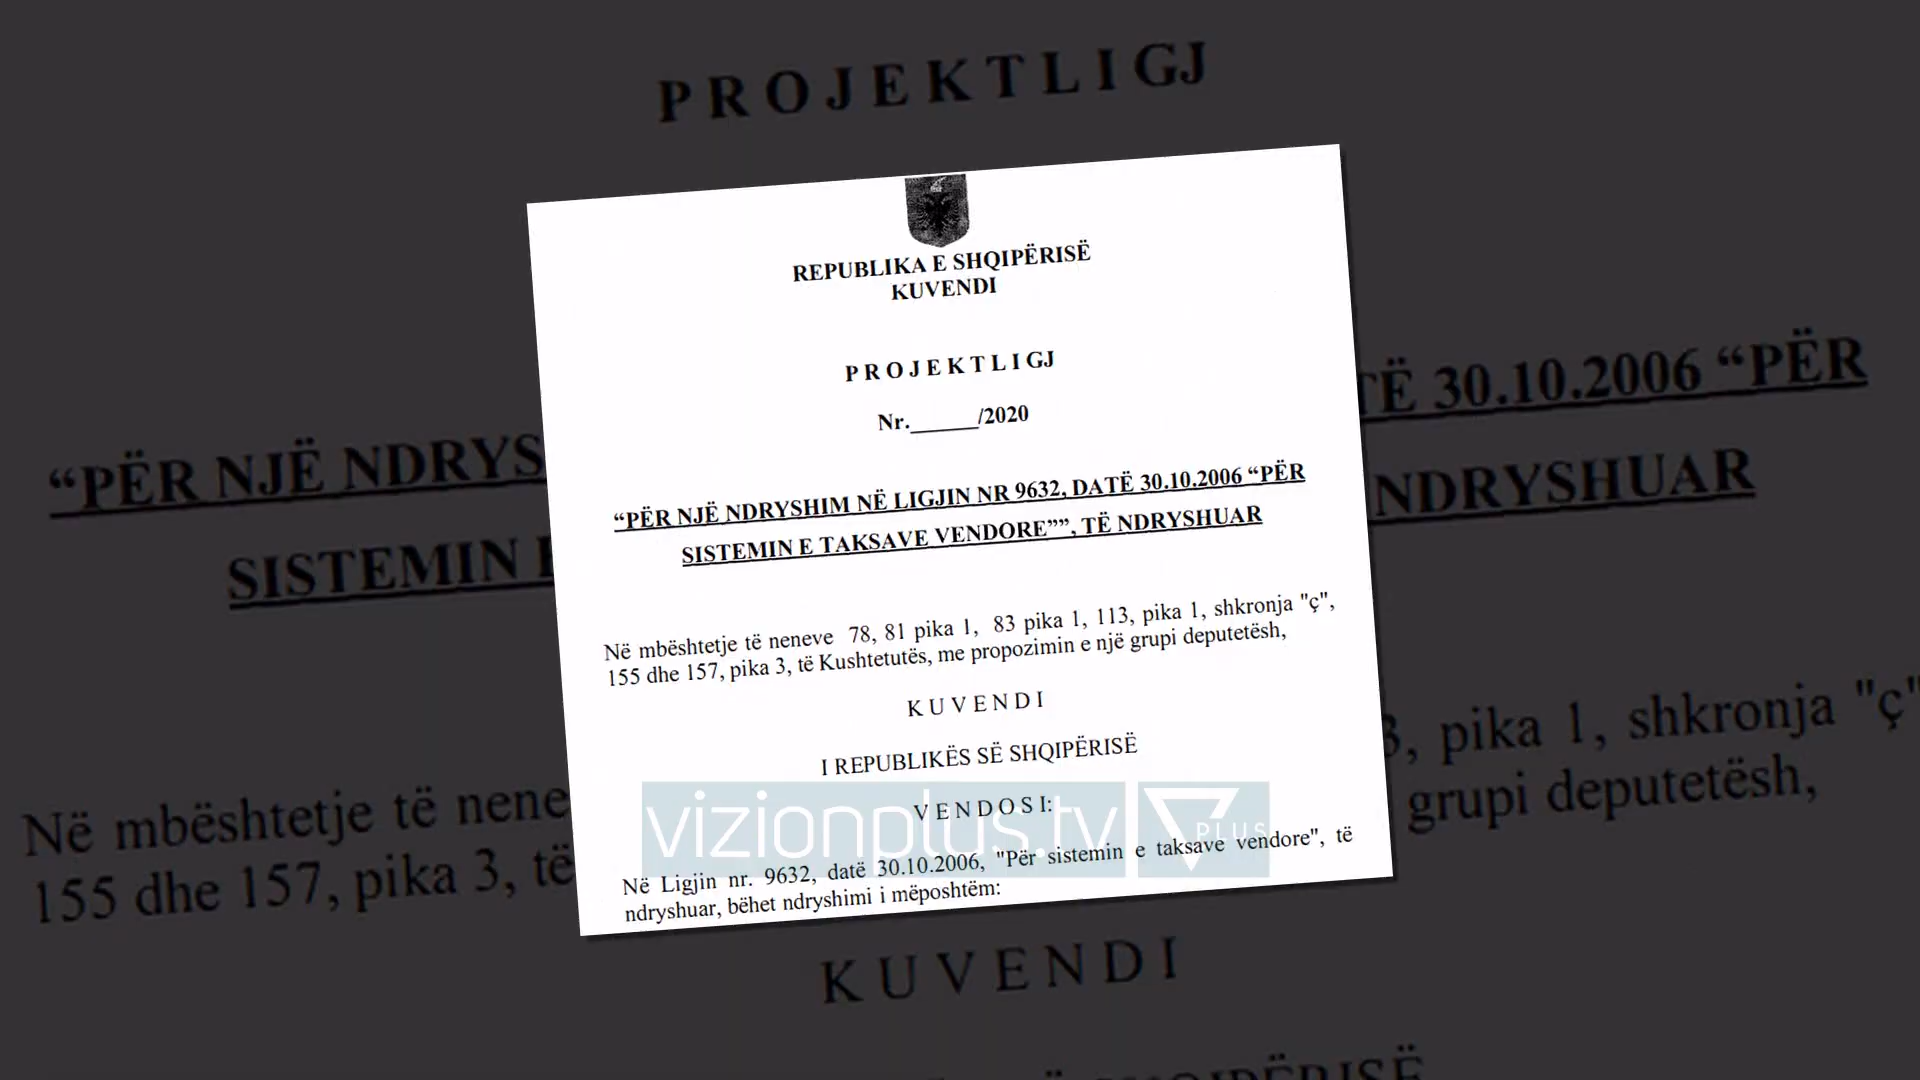 P R O J E K T L I GJ
REPUBLIKA E SHQIPËRISË
KUVENDI
P R O J E K T L I GJ
Nr.______/2020
“PËR NJË NDRYSHIM NË LIGJIN NR 9632, DATË 30.10.2006 “PËR
SISTEMIN E TAKSAVE VENDORE””, TË NDRYSHUAR
Në mbështetje të neneve 78, 81 pika 1, 83 pika 1, 113, pika 1, shkronja "ç",
155 dhe 157, pika 3, të Kushtetutës, me propozimin e një grupi deputetësh,
K U V E N D I
I REPUBLIKËS SË SHQIPËRISË
V E N D O S I:
Në Ligjin nr. 9632, datë 30.10.2006, "Për sistemin e taksave vendore", të
ndryshuar, bëhet ndryshimi i mëposhtëm:
vizionplus.tv
PLUS
“PËR NJË NDRYS TË 30.10.2006 “PËR
SISTEMIN NDRYSHUAR
Në mbështetje të nene 3, pika 1, shkronja "ç"
155 dhe 157, pika 3, të grupi deputetësh,
K U V E N D I